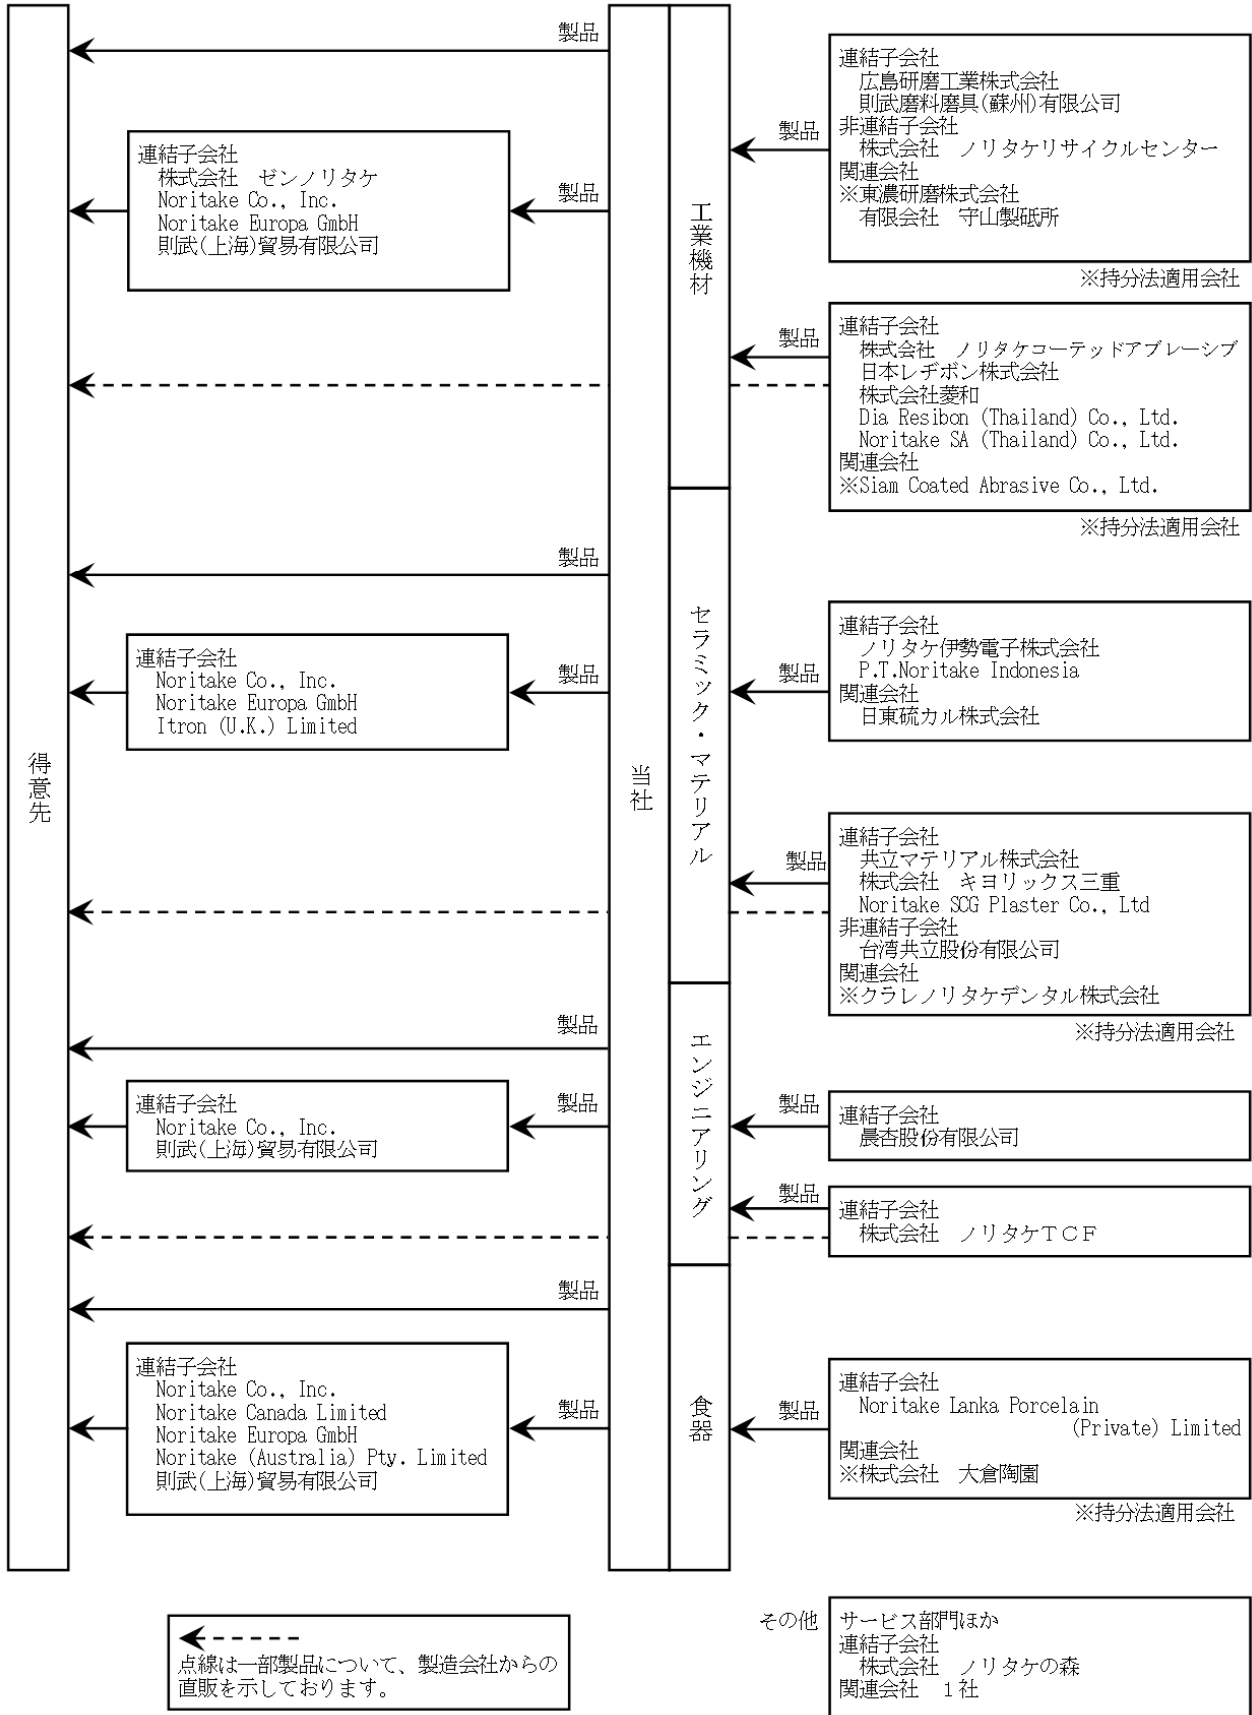 製品
連結子会社
広島研磨工業株式会社
則武磨料磨具(蘇州)有限公司
非連結子会社
株式会社　ノリタケリサイクルセンター
関連会社
※東濃研磨株式会社
有限会社　守山製砥所
製品
※持分法適用会社
連結子会社
株式会社　ゼンノリタケ
Noritake Co., Inc.
Noritake Europa GmbH
則武(上海)貿易有限公司
製品
工業機材
連結子会社
株式会社　ノリタケコーテッドアブレーシブ
日本レヂボン株式会社
株式会社菱和
Dia Resibon (Thailand) Co., Ltd.
Noritake SA (Thailand) Co., Ltd.
関連会社
※Siam Coated Abrasive Co., Ltd.
製品
※持分法適用会社
製品
連結子会社
Noritake Co., Inc.
Noritake Europa GmbH
Itron (U.K.) Limited
製品
セラミック・マテリアル
製品
連結子会社
ノリタケ伊勢電子株式会社
P.T.Noritake Indonesia
関連会社
日東硫カル株式会社
得意先
当社
製品
連結子会社
共立マテリアル株式会社
株式会社　キヨリックス三重
Noritake SCG Plaster Co., Ltd
非連結子会社
台湾共立股份有限公司
関連会社
※クラレノリタケデンタル株式会社
※持分法適用会社
製品
連結子会社
Noritake Co., Inc.
則武(上海)貿易有限公司
製品
エンジニアリング
製品
連結子会社
晨杏股份有限公司
製品
連結子会社
株式会社　ノリタケＴＣＦ
製品
連結子会社
Noritake Co., Inc.
Noritake Canada Limited
Noritake Europa GmbH
Noritake (Australia) Pty. Limited
則武(上海)貿易有限公司
製品
食器
製品
連結子会社
Noritake Lanka Porcelain
(Private) Limited
関連会社
※株式会社　大倉陶園
※持分法適用会社
点線は一部製品について、製造会社からの
直販を示しております。
その他
サービス部門ほか
連結子会社
株式会社　ノリタケの森
関連会社　１社